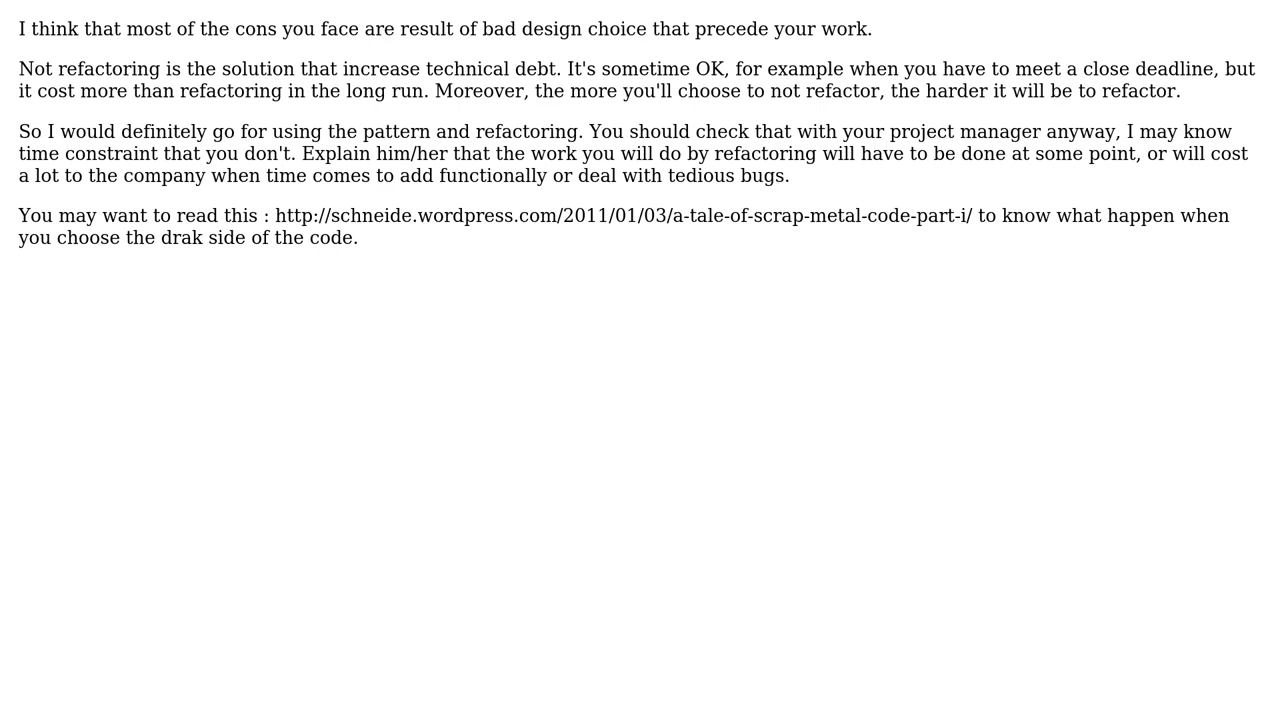 I think that most of the cons you face are result of bad design choice that precede your work.
Not refactoring is the solution that increase technical debt. It's sometime OK, for example when you have to meet a close deadline, but
it cost more than refactoring in the long run. Moreover, the more you'll choose to not refactor, the harder it will be to refactor.
So I would definitely go for using the pattern and refactoring. You should check that with your project manager anyway, I may know
time constraint that you don't. Explain him/her that the work you will do by refactoring will have to be done at some point, or will cost
a lot to the company when time comes to add functionally or deal with tedious bugs.
You may want to read this : http://schneide.wordpress.com/2011/01/03/a-tale-of-scrap-metal-code-part-i/ to know what happen when
you choose the drak side of the code.